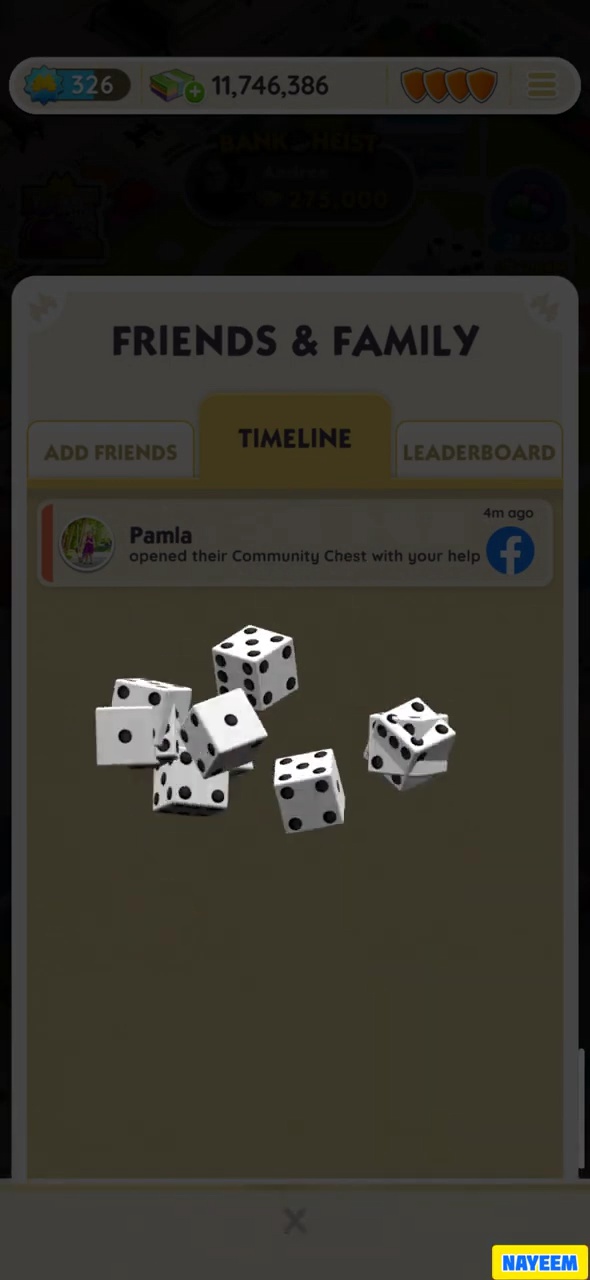 326
11,746,386
BANK HEIST
Andrea
275,000
FRIENDS & FAMILY
ADD FRIENDS
TIMELINE
LEADERBOARD
4m ago
Pamla
opened their Community Chest with your help
NAYEEM